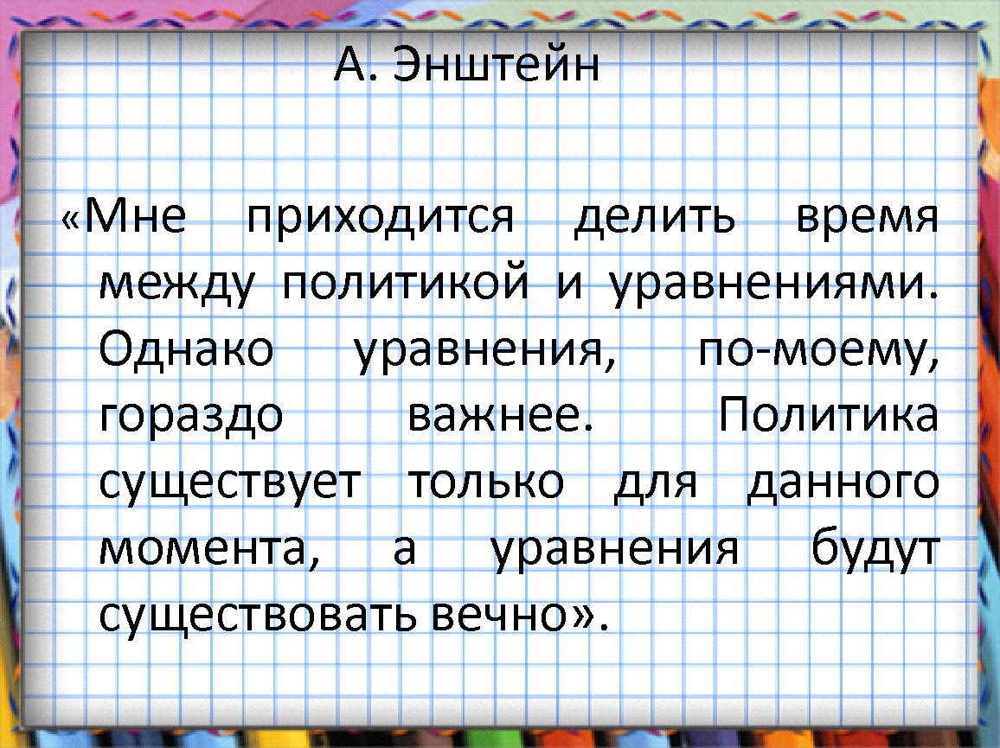 А. Энштейн
«Мне приходится делить время
между политикой и уравнениями.
Однако уравнения, по-моему,
гораздо важнее. Политика
существует только для данного
момента, а уравнения будут
существовать вечно».